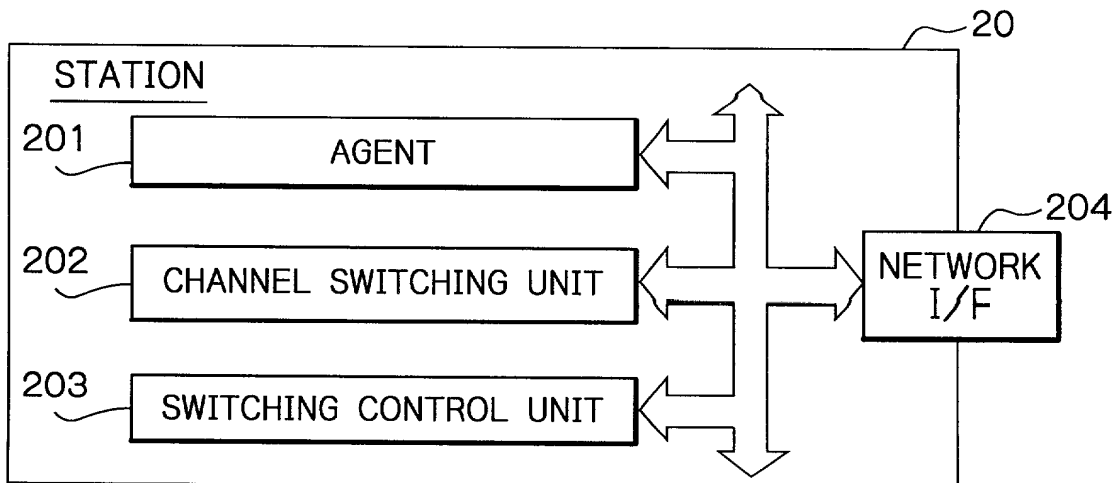 20
STATION
201
AGENT
204
202
CHANNEL SWITCHING UNIT
NETWORK
I/F
203
SWITCHING CONTROL UNIT